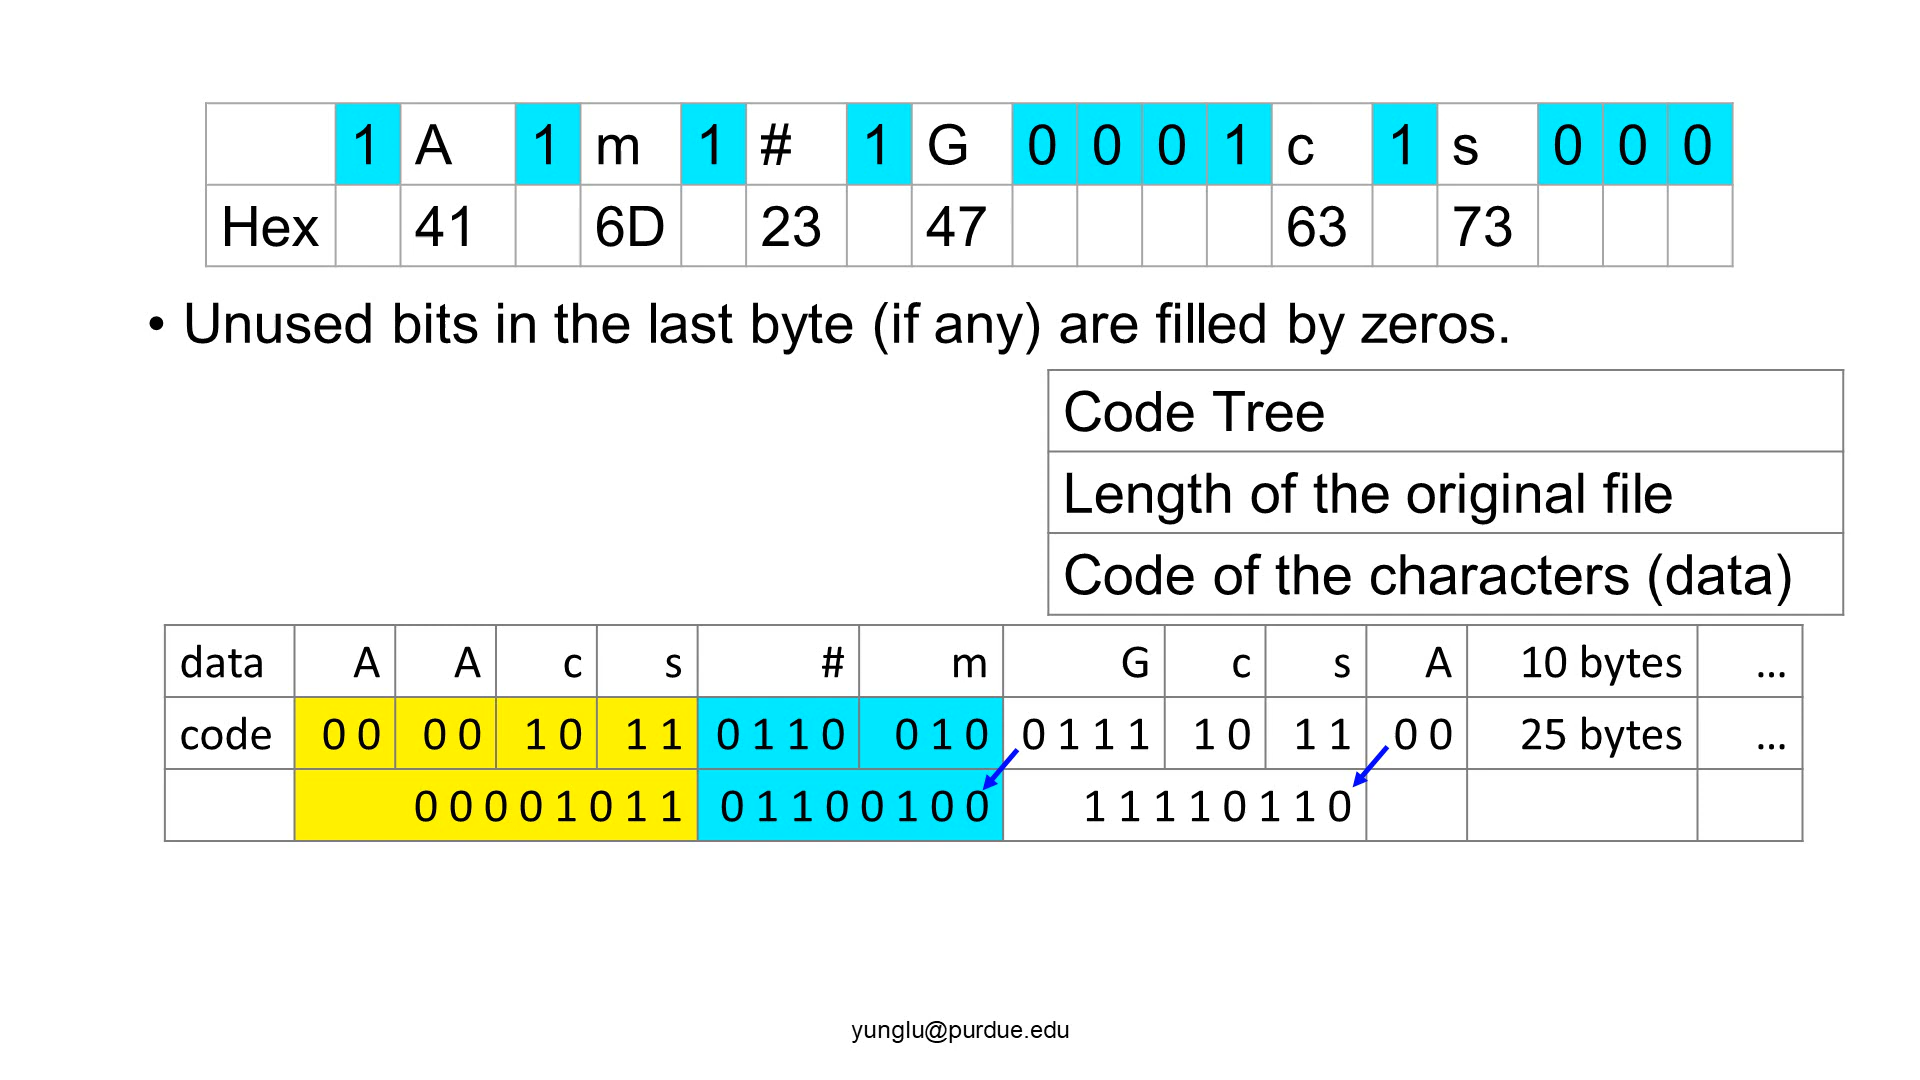 1 A 1 m 1 # 1 G 0 0 0 1 c 1 s 0 0 0
Hex 41 6D 23 47 63 73
• Unused bits in the last byte (if any) are filled by zeros.
Code Tree
Length of the original file
Code of the characters (data)
data A A c s # m G c s A 10 bytes ...
code 0 0 0 0 1 0 1 1 0 1 1 0 0 1 0 0 1 1 1 1 0 1 1 0 0 25 bytes ...
0 0 0 0 1 0 1 1 0 1 1 0 0 1 0 0 1 1 1 1 0 1 1 0
yunglu@purdue.edu